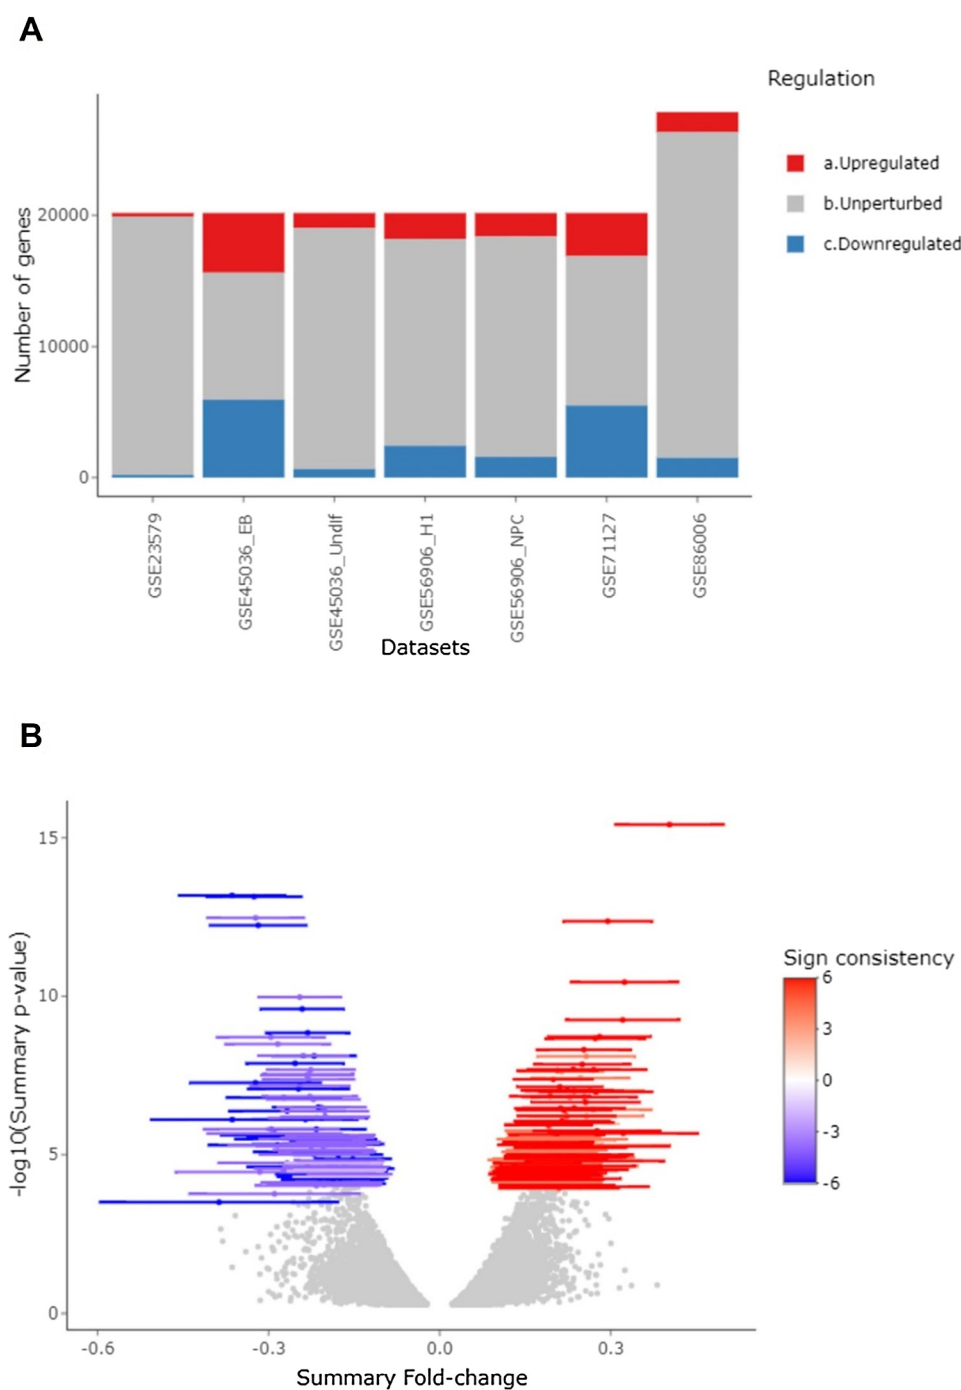 A
Regulation
a.Upregulated
b.Unperturbed
c.Downregulated
Number of genes
20000
10000
0
GSE23579
GSE45036_EB
GSE45036_Undif
GSE56906_H1
GSE56906_NPC
GSE71127
GSE86006
Datasets
B
-log10(Summary p-value)
15
10
5
0
-0.6
-0.3
0.0
0.3
Summary Fold-change
Sign consistency
6
3
0
-3
-6